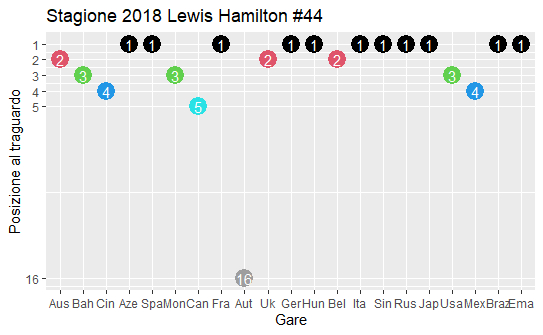 Stagione 2018 Lewis Hamilton #44
Posizione al traguardo
1 1 1 1 1 1 1 1 1 1 1 1
2 2 2 2
3 3 3 3
4 4 4
5 5
16 16
Aus Bah Cin Aze Spa Mon Can Fra Aut Uk Ger Hun Bel Ita Sin Rus Jap Usa Mex Braz Ema
Gare